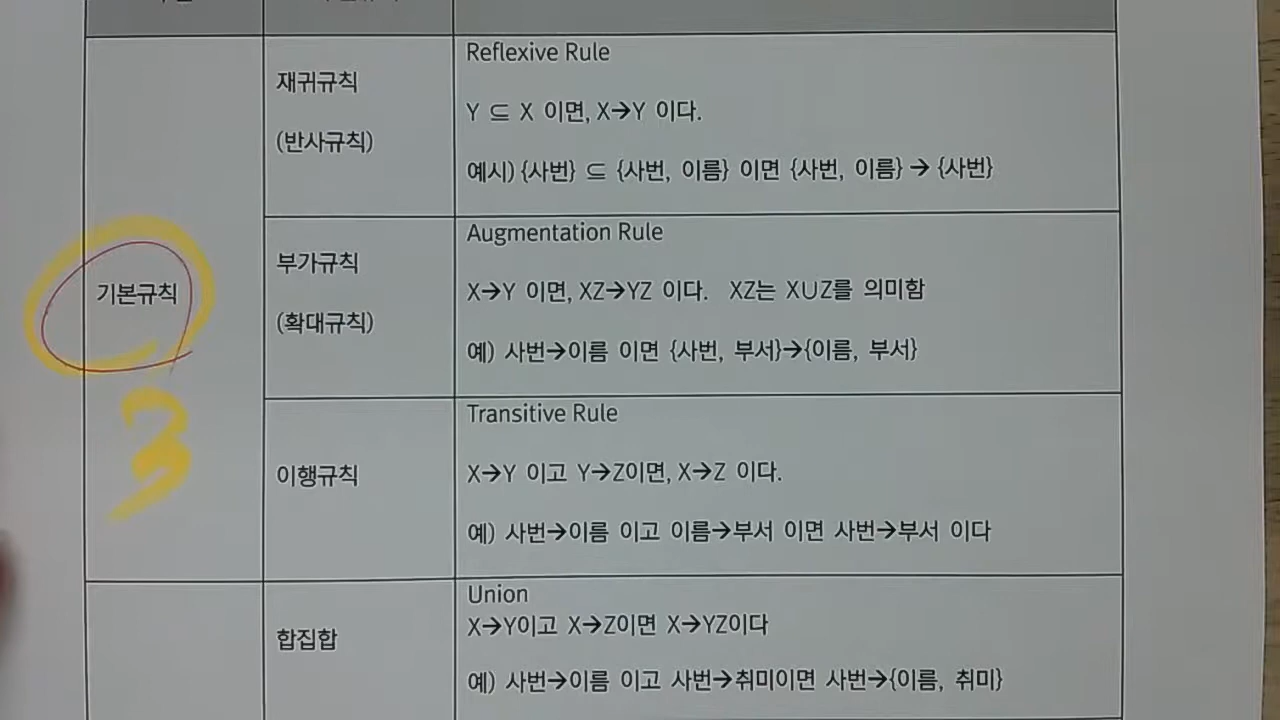 재귀규칙
(반사규칙)
Reflexive Rule
Y ⊆ X 이면, X→Y 이다.
예시) {사번} ⊆ {사번, 이름} 이면 {사번, 이름} → {사번}
기본규칙
3
부가규칙
(확대규칙)
Augmentation Rule
X→Y 이면, XZ→YZ 이다. XZ는 X∪Z를 의미함
예) 사번→이름 이면 {사번, 부서}→{이름, 부서}
이행규칙
Transitive Rule
X→Y 이고 Y→Z이면, X→Z 이다.
예) 사번→이름 이고 이름→부서 이면 사번→부서 이다
합집합
Union
X→Y이고 X→Z이면 X→YZ이다
예) 사번→이름 이고 사번→취미이면 사번→{이름, 취미}